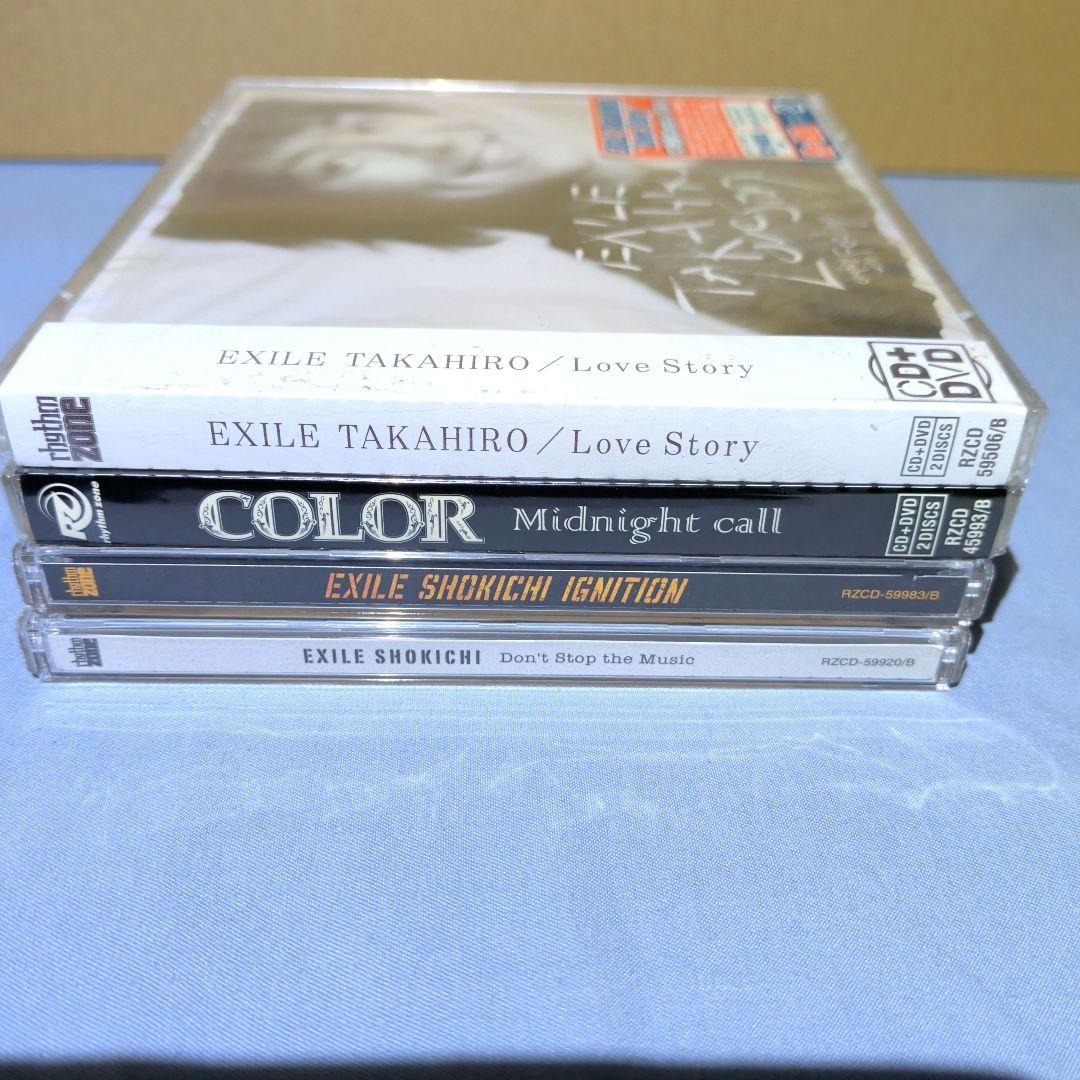 EXILE
TAKAHIRO
EXILE TAKAHIRO／Love Story
CD+
DVD
rhythm
zone
EXILE TAKAHIRO／Love Story
CD+DVD
2DISCS
RZCD
59506/B
rhythm zone
COLOR Midnight call
CD+DVD
2DISCS
RZCD
45993/B
rhythm
zone
EXILE SHOKICHI IGNITION
RZCD-59983/B
rhythm
zone
EXILE SHOKICHI Don't Stop the Music
RZCD-59920/B